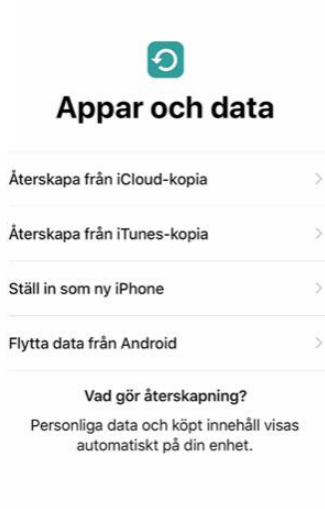 Appar och data
Återskapa från iCloud-kopia
Återskapa från iTunes-kopia
Ställ in som ny iPhone
Flytta data från Android
Vad gör återskapning?
Personliga data och köpt innehåll visas
automatiskt på din enhet.